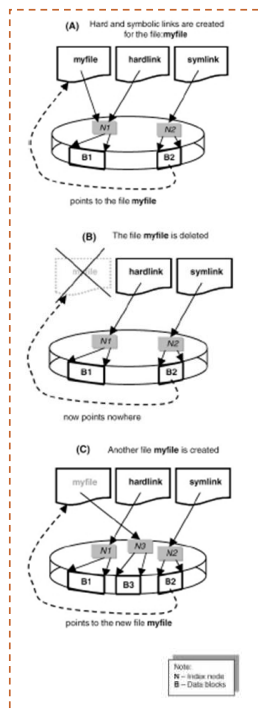 (A) Hard and symbolic links are created
for the file:myfile
myfile hardlink symlink
N1 N2
B1 B2
points to the file myfile
(B) The file myfile is deleted
myfile hardlink symlink
N1 N2
B1 B2
now points nowhere
(C) Another file myfile is created
myfile hardlink symlink
N1 N3 N2
B1 B3 B2
points to the new file myfile
Note:
N – Index node
B – Data blocks